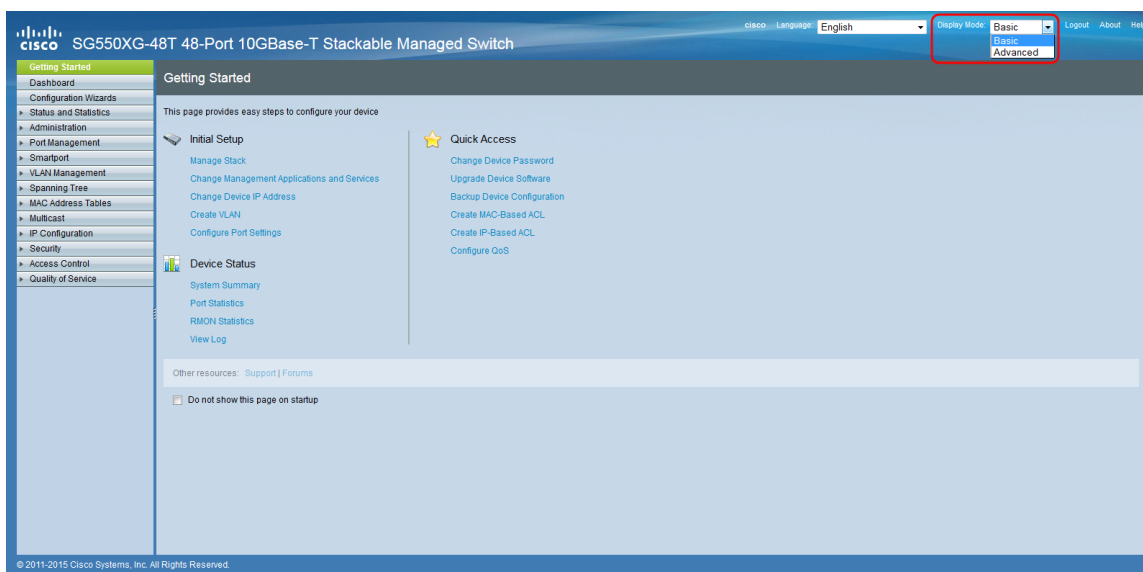 cisco Language: English Display Mode: Basic Logout About Hel
Basic
Advanced
CISCO SG550XG-48T 48-Port 10GBase-T Stackable Managed Switch
Getting Started
Dashboard
Configuration Wizards
Status and Statistics
Administration
Port Management
Smartport
VLAN Management
Spanning Tree
MAC Address Tables
Multicast
IP Configuration
Security
Access Control
Quality of Service
Getting Started
This page provides easy steps to configure your device
Initial Setup
Manage Stack
Change Management Applications and Services
Change Device IP Address
Create VLAN
Configure Port Settings
Device Status
System Summary
Port Statistics
RMON Statistics
View Log
Quick Access
Change Device Password
Upgrade Device Software
Backup Device Configuration
Create MAC-Based ACL
Create IP-Based ACL
Configure QoS
Other resources: Support | Forums
Do not show this page on startup
© 2011-2015 Cisco Systems, Inc. All Rights Reserved.